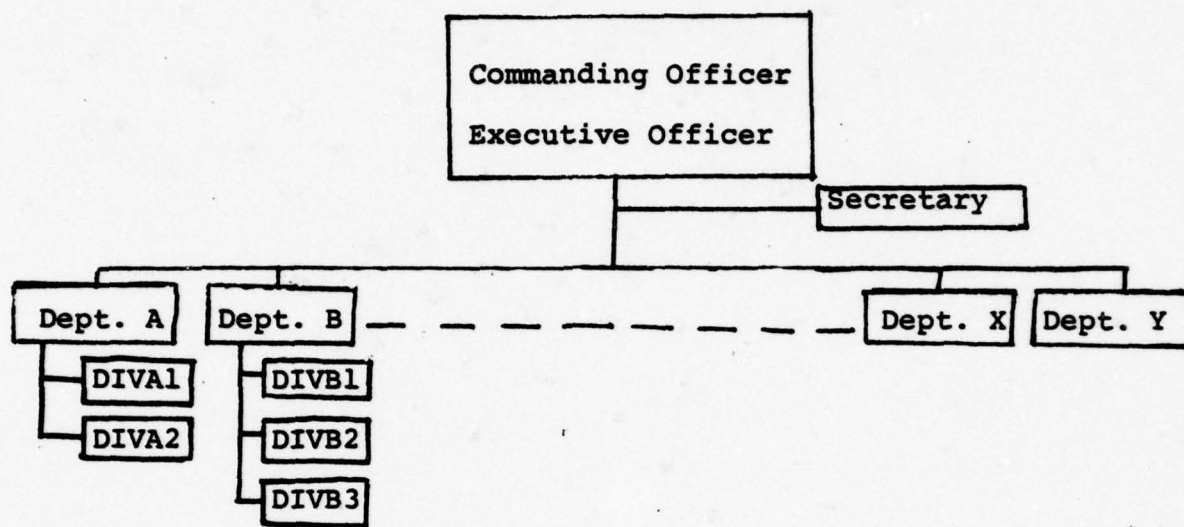 Commanding Officer
Executive Officer
Secretary
Dept. A
Dept. B
Dept. X
Dept. Y
DIVA1
DIVB1
DIVA2
DIVB2
DIVB3